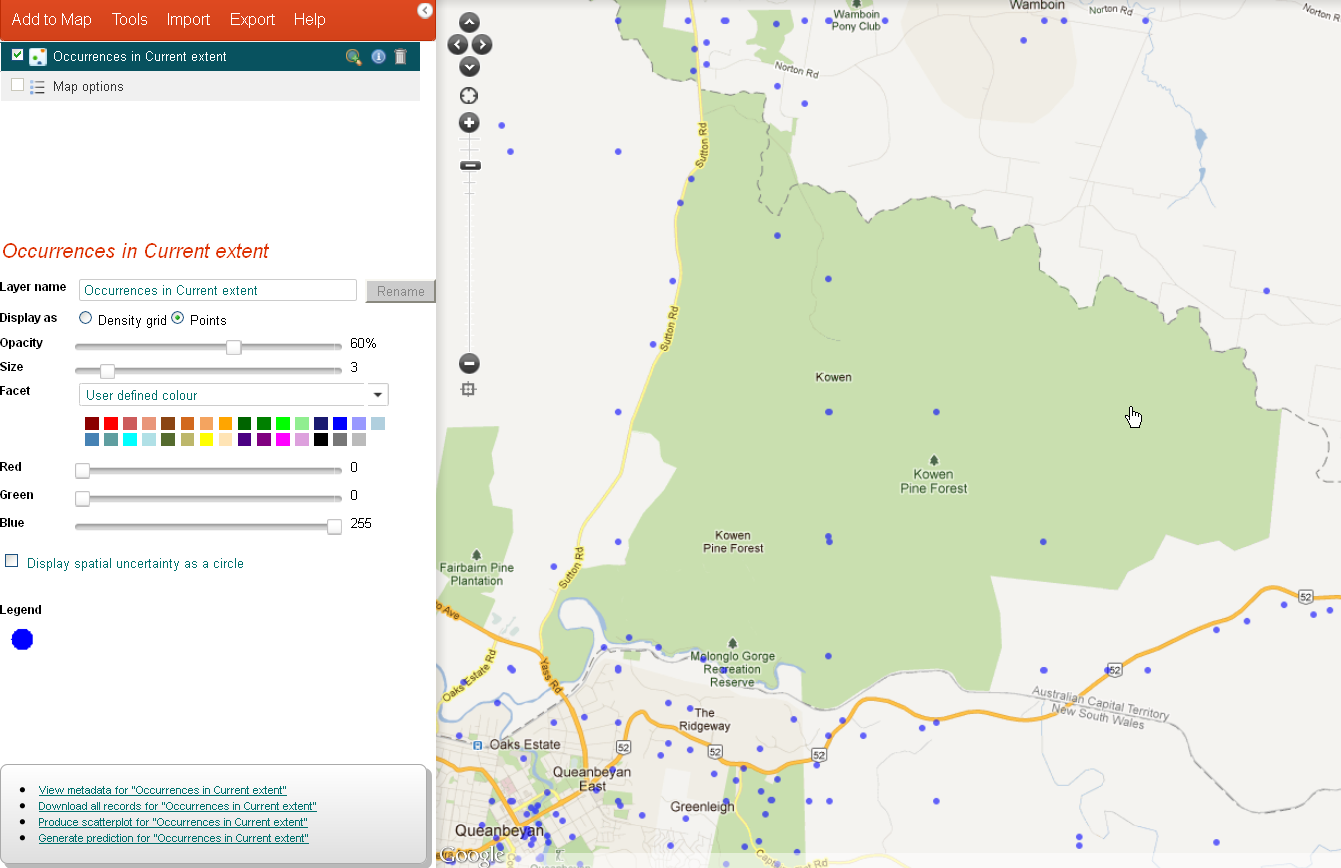 Add to Map Tools Import Export Help
Occurrences in Current extent
Map options
Occurrences in Current extent
Layer name Occurrences in Current extent Rename
Display as Density grid Points
Opacity 60%
Size 3
Facet User defined colour
Red 0
Green 0
Blue 255
Display spatial uncertainty as a circle
Legend
View metadata for "Occurrences in Current extent"
Download all records for "Occurrences in Current extent"
Produce scatterplot for "Occurrences in Current extent"
Generate prediction for "Occurrences in Current extent"
Wamboin
Pony Club
Wamboin
Norton Rd
Norton Rd
Norton Rd
Sutton Rd
Sutton Rd
Kowen
Kowen
Pine Forest
Kowen
Pine Forest
Sutton Rd
Fairbairn Pine
Plantation
52
Ave
Molonglo Gorge
Recreation
Reserve
Oaks Estate Rd
Yass Rd
52
Australian Capital Territory
New South Wales
The
Ridgeway
Oaks Estate
52
52
52
Queanbeyan
East
Greenleigh
Queanbeyan
Google